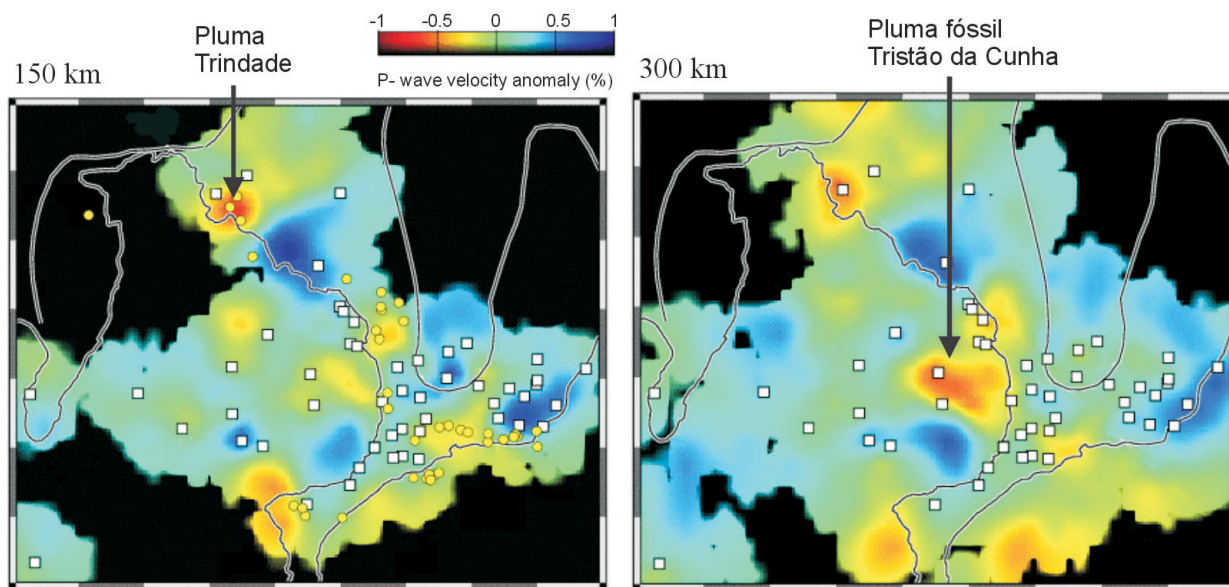 Pluma
Trindade
150 km
-1 -0.5 0 0.5 1
P- wave velocity anomaly (%)
Pluma fóssil
Tristão da Cunha
300 km